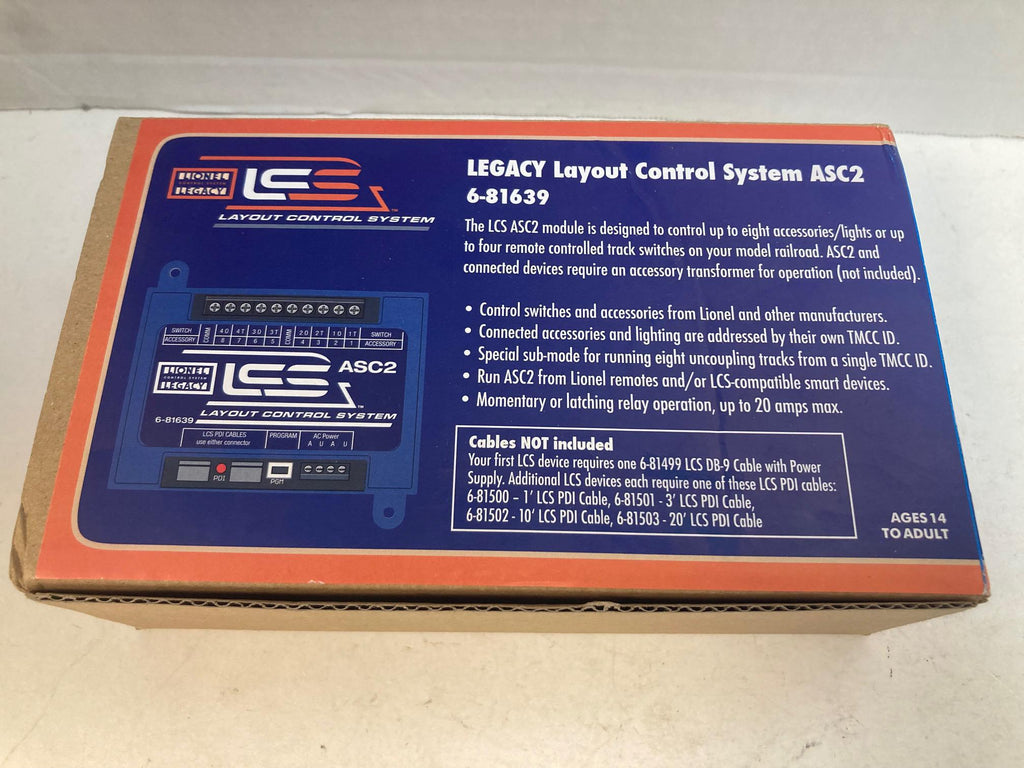 LIONEL
CONTROL SYSTEM
LEGACY
LCS
™
LAYOUT CONTROL SYSTEM
LEGACY Layout Control System ASC2
6-81639
The LCS ASC2 module is designed to control up to eight accessories/lights or up
to four remote controlled track switches on your model railroad. ASC2 and
connected devices require an accessory transformer for operation (not included).
• Control switches and accessories from Lionel and other manufacturers.
• Connected accessories and lighting are addressed by their own TMCC ID.
• Special sub-mode for running eight uncoupling tracks from a single TMCC ID.
• Run ASC2 from Lionel remotes and/or LCS-compatible smart devices.
• Momentary or latching relay operation, up to 20 amps max.
Cables NOT included
Your first LCS device requires one 6-81499 LCS DB-9 Cable with Power
Supply. Additional LCS devices each require one of these LCS PDI cables:
6-81500 – 1' LCS PDI Cable, 6-81501 - 3' LCS PDI Cable,
6-81502 - 10' LCS PDI Cable, 6-81503 - 20' LCS PDI Cable
AGES 14
TO ADULT
SWITCH COMM 4O 4T 3O 3T COMM 2O 2T 1O 1T SWITCH
ACCESSORY 8 7 6 5 4 3 2 1 ACCESSORY
LIONEL
CONTROL SYSTEM
LEGACY
LCS
ASC2
™
6-81639
LAYOUT CONTROL SYSTEM
LCS PDI CABLES PROGRAM AC Power
use either connector A U A U
PDI PGM